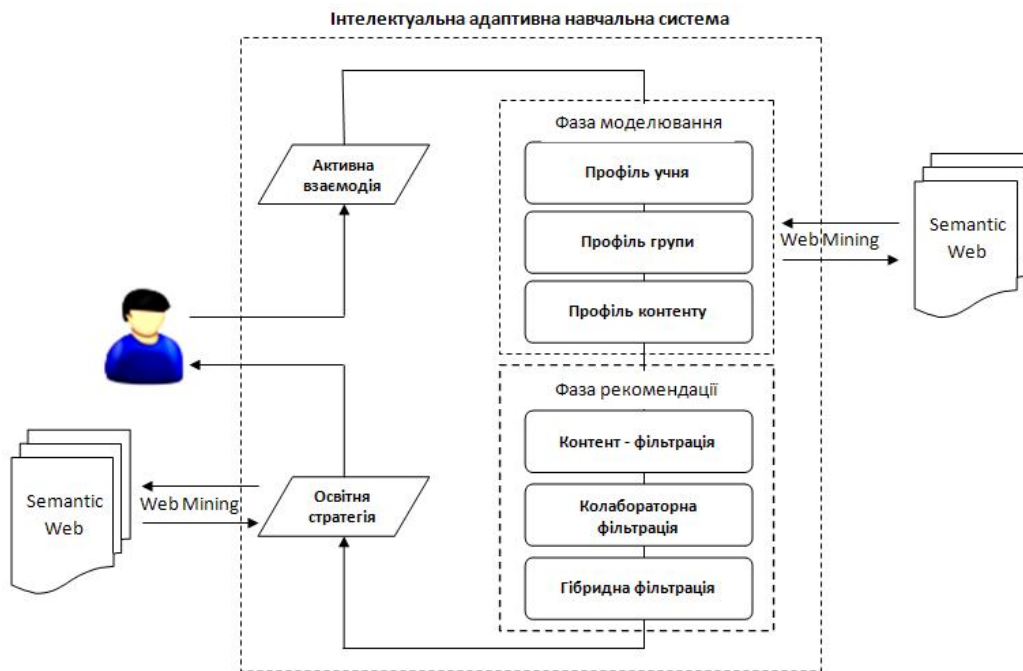 Інтелектуальна адаптивна навчальна система
Фаза моделювання
Активна
взаємодія
Профіль учня
Профіль групи
Профіль контенту
Web Mining
Semantic
Web
Фаза рекомендації
Контент - фільтрація
Колабораторна
фільтрація
Гібридна фільтрація
Освітня
стратегія
Web Mining
Semantic
Web